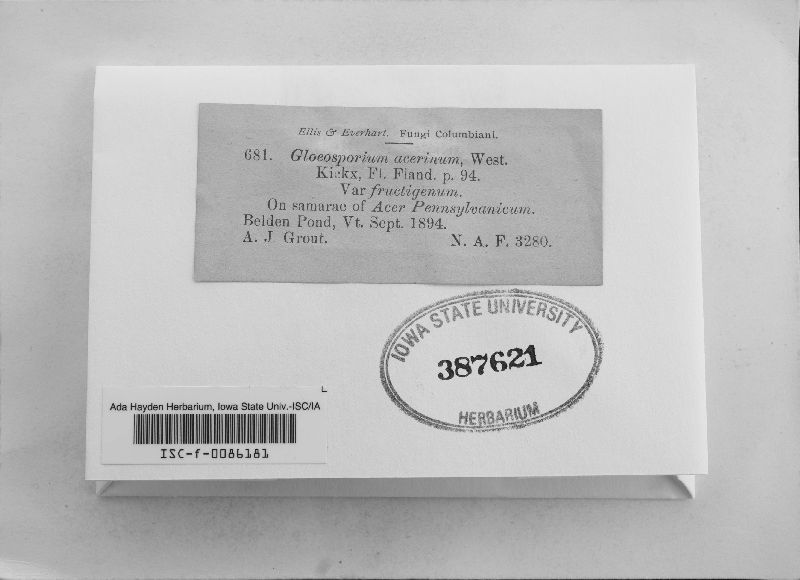 Ellis & Everhart. Fungi Columbiani.
681. Gloeosporium acerinum, West.
Kickx, Fl. Fland. p. 94.
Var fructigenum.
On samarae of Acer Pennsylvanicum.
Belden Pond, Vt. Sept. 1894.
A. J. Grout. N. A. F. 3280.
IOWA STATE UNIVERSITY
387621
HERBARIUM
Ada Hayden Herbarium, Iowa State Univ.-ISC/IA
ISC-f-0086181